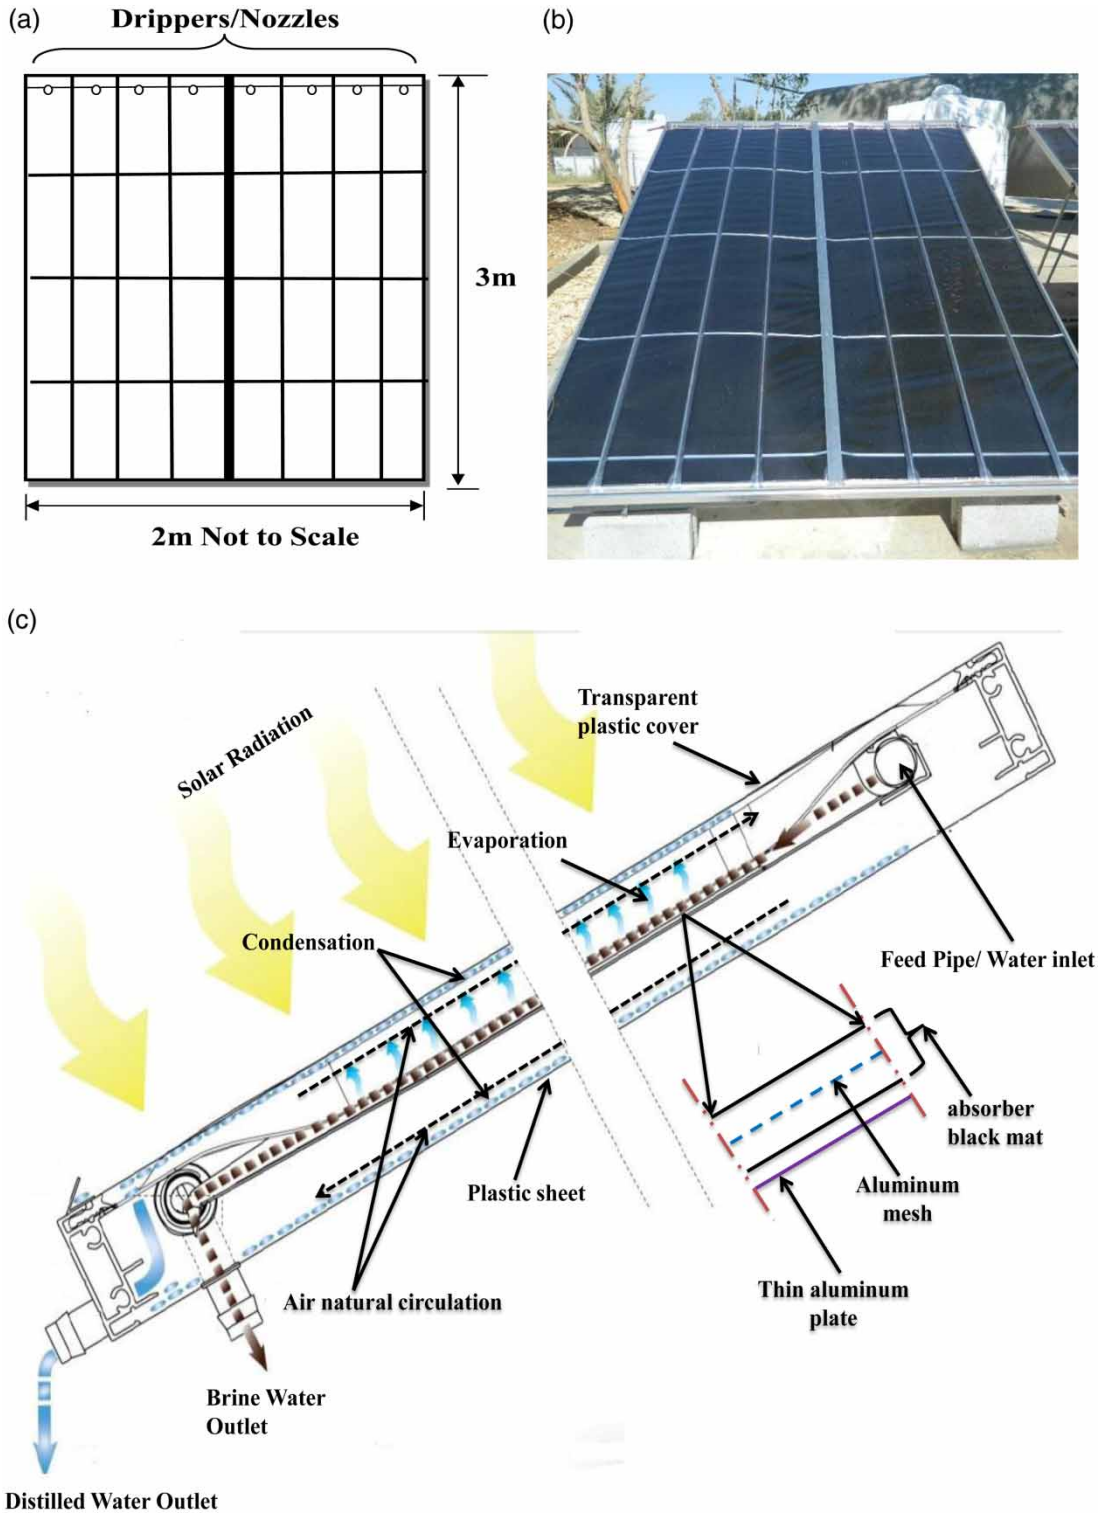 (a)
Drippers/Nozzles
3m
2m Not to Scale
(b)
(c)
Solar Radiation
Transparent
plastic cover
Evaporation
Condensation
Feed Pipe/ Water inlet
absorber
black mat
Aluminum
mesh
Plastic sheet
Thin aluminum
plate
Air natural circulation
Brine Water
Outlet
Distilled Water Outlet